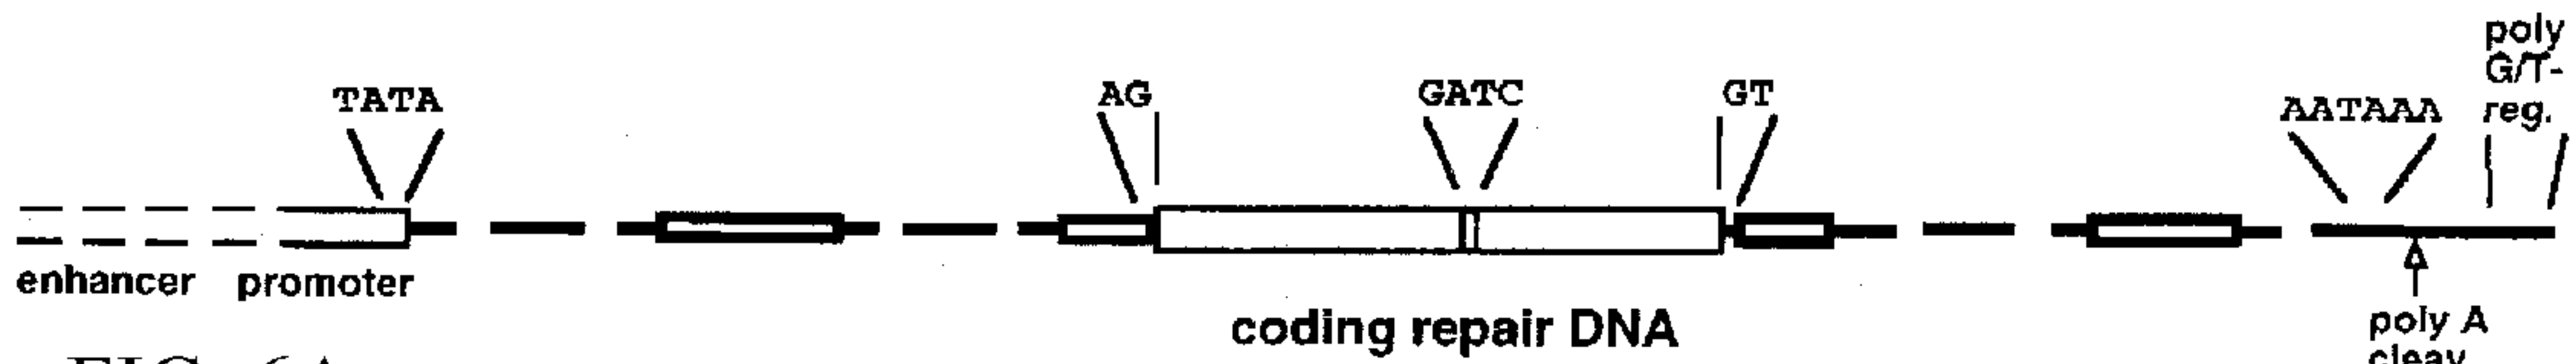 poly
G/T-
TATA AG GATC GT AATAAA reg.
enhancer promoter
coding repair DNA
poly A